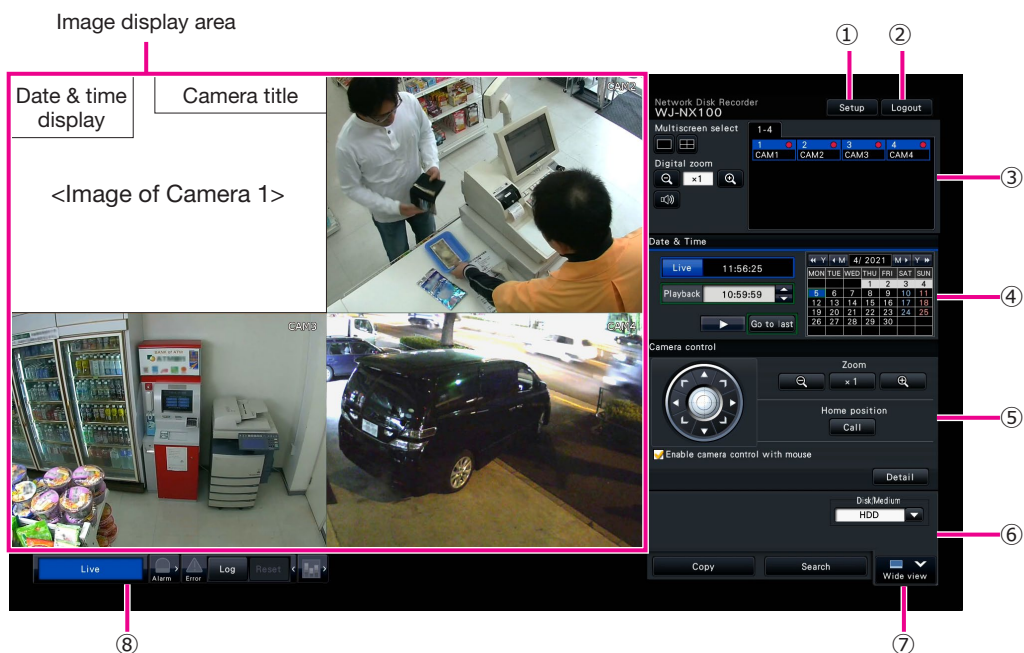 Image display area
① ②
Date & time
display
Camera title
CAM2
<Image of Camera 1>
CAM3
BANK or ATM
CAM4
Network Disk Recorder
WJ-NX100
Setup Logout
Multiscreen select
1-4
1 2 3 4
CAM1 CAM2 CAM3 CAM4
Digital zoom
×1
③
Date & Time
Live 11:56:25
Playback 10:59:59
Go to last
Y M 4/ 2021 M Y
MON TUE WED THU FRI SAT SUN
1 2 3 4
5 6 7 8 9 10 11
12 13 14 15 16 17 18
19 20 21 22 23 24 25
26 27 28 29 30
④
Camera control
Zoom
×1
Home position
Call
⑤
Enable camera control with mouse
Detail
Disk/Medium
HDD
⑥
Copy Search
Wide view
Live
Alarm
Error
Log
Reset
⑧ ⑦